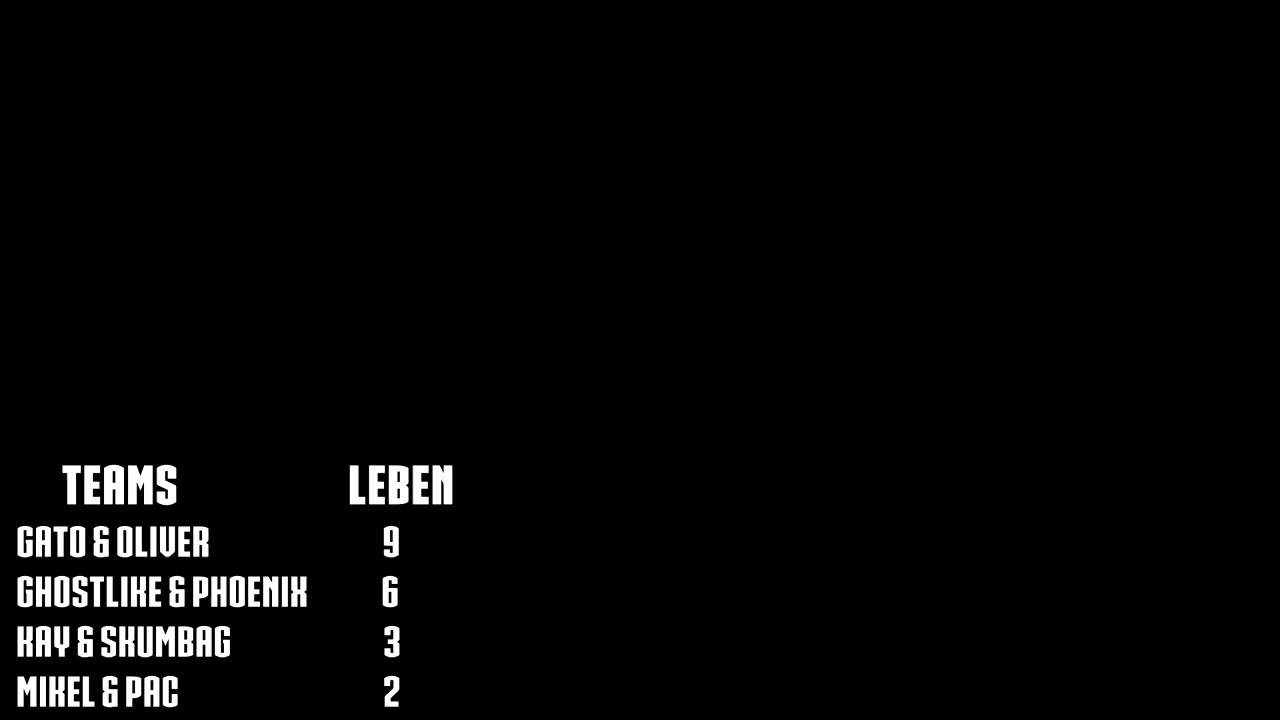 TEAMS LEBEN
GATO & OLIVER 9
GHOSTLIKE & PHOENIX 6
KAY & SKUMBAG 3
MIKEL & PAC 2